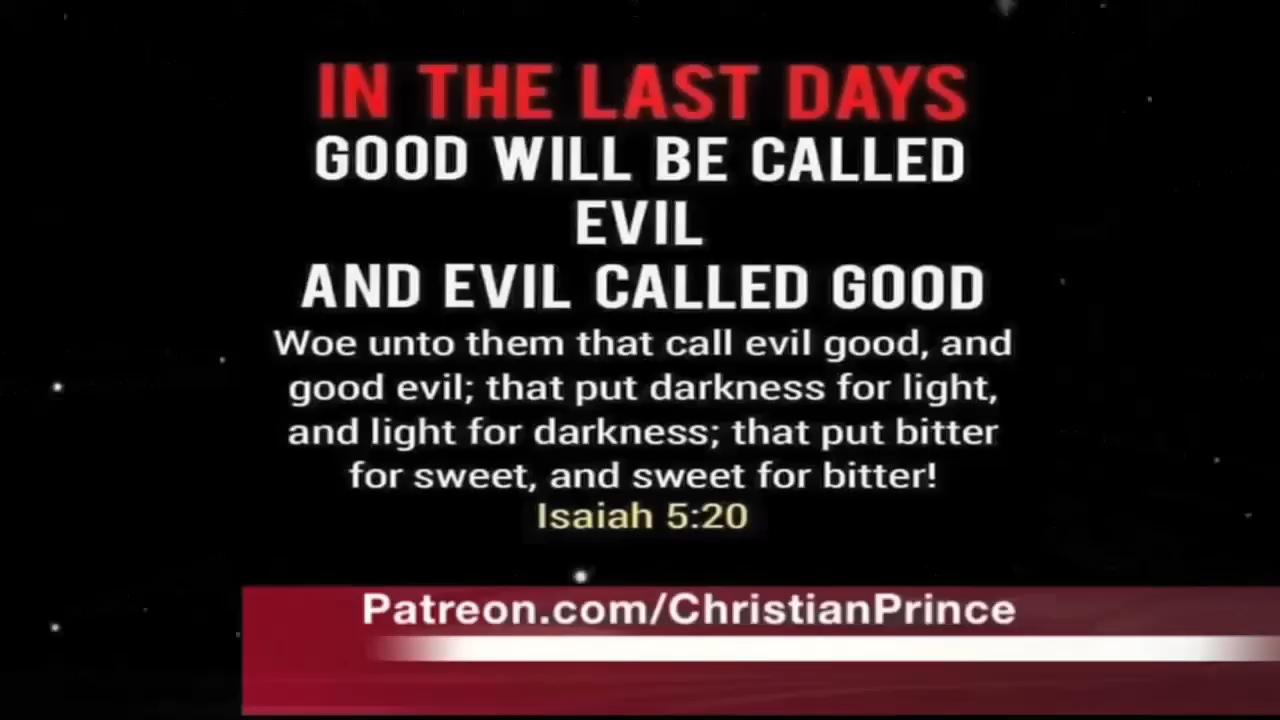 IN THE LAST DAYS
GOOD WILL BE CALLED
EVIL
AND EVIL CALLED GOOD
Woe unto them that call evil good, and
good evil; that put darkness for light,
and light for darkness; that put bitter
for sweet, and sweet for bitter!
Isaiah 5:20
Patreon.com/ChristianPrince